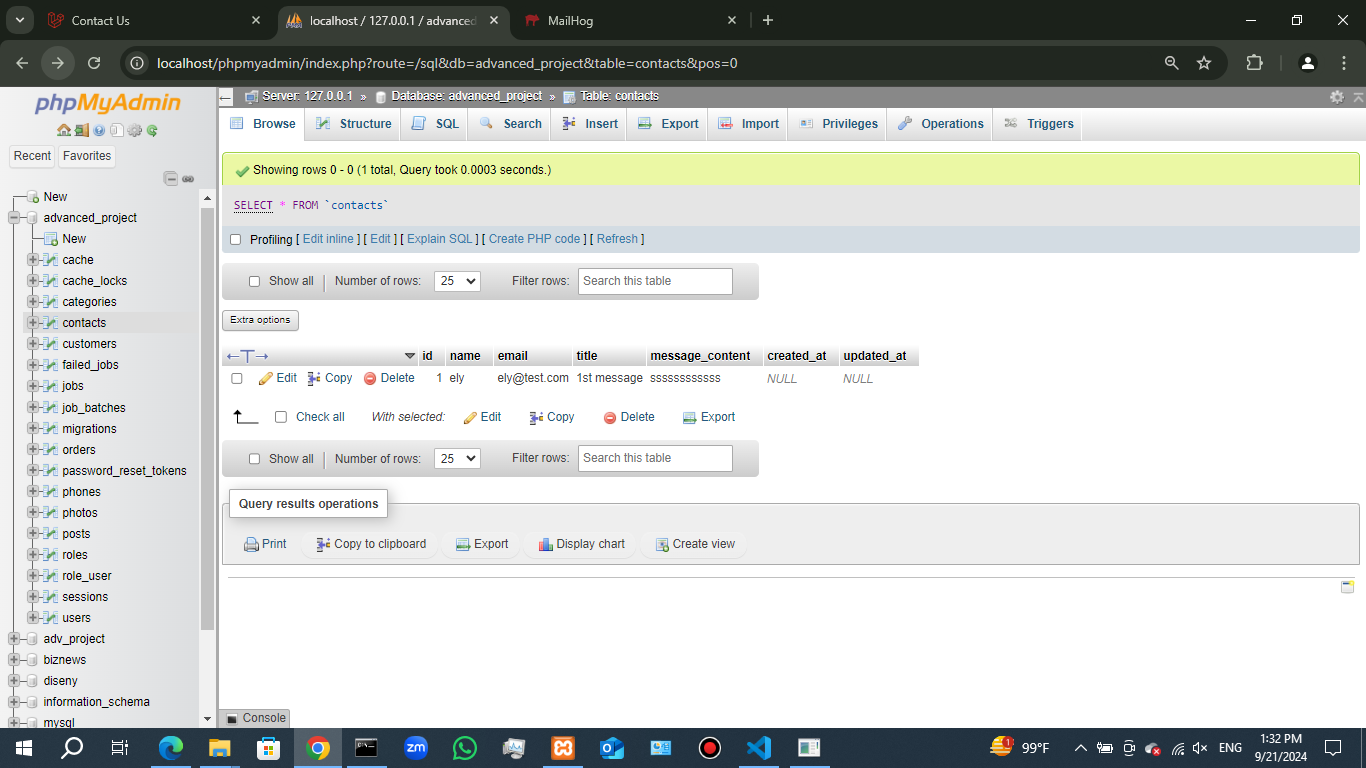 Contact Us
localhost / 127.0.0.1 / advanced
MailHog
localhost/phpmyadmin/index.php?route=/sql&db=advanced_project&table=contacts&pos=0
phpMyAdmin
Recent Favorites
New
advanced_project
New
cache
cache_locks
categories
contacts
customers
failed_jobs
jobs
job_batches
migrations
orders
password_reset_tokens
phones
photos
posts
roles
role_user
sessions
users
adv_project
biznews
diseny
information_schema
mysql
Server: 127.0.0.1 » Database: advanced_project » Table: contacts
Browse Structure SQL Search Insert Export Import Privileges Operations Triggers
Showing rows 0 - 0 (1 total, Query took 0.0003 seconds.)
SELECT * FROM `contacts`
Profiling [ Edit inline ] [ Edit ] [ Explain SQL ] [ Create PHP code ] [ Refresh ]
Show all Number of rows: 25 Filter rows: Search this table
Extra options
id name email title message_content created_at updated_at
Edit Copy Delete 1 ely ely@test.com 1st message ssssssssssss NULL NULL
Check all With selected: Edit Copy Delete Export
Show all Number of rows: 25 Filter rows: Search this table
Query results operations
Print Copy to clipboard Export Display chart Create view
Console
zm
1
99°F
ENG
1:32 PM
9/21/2024